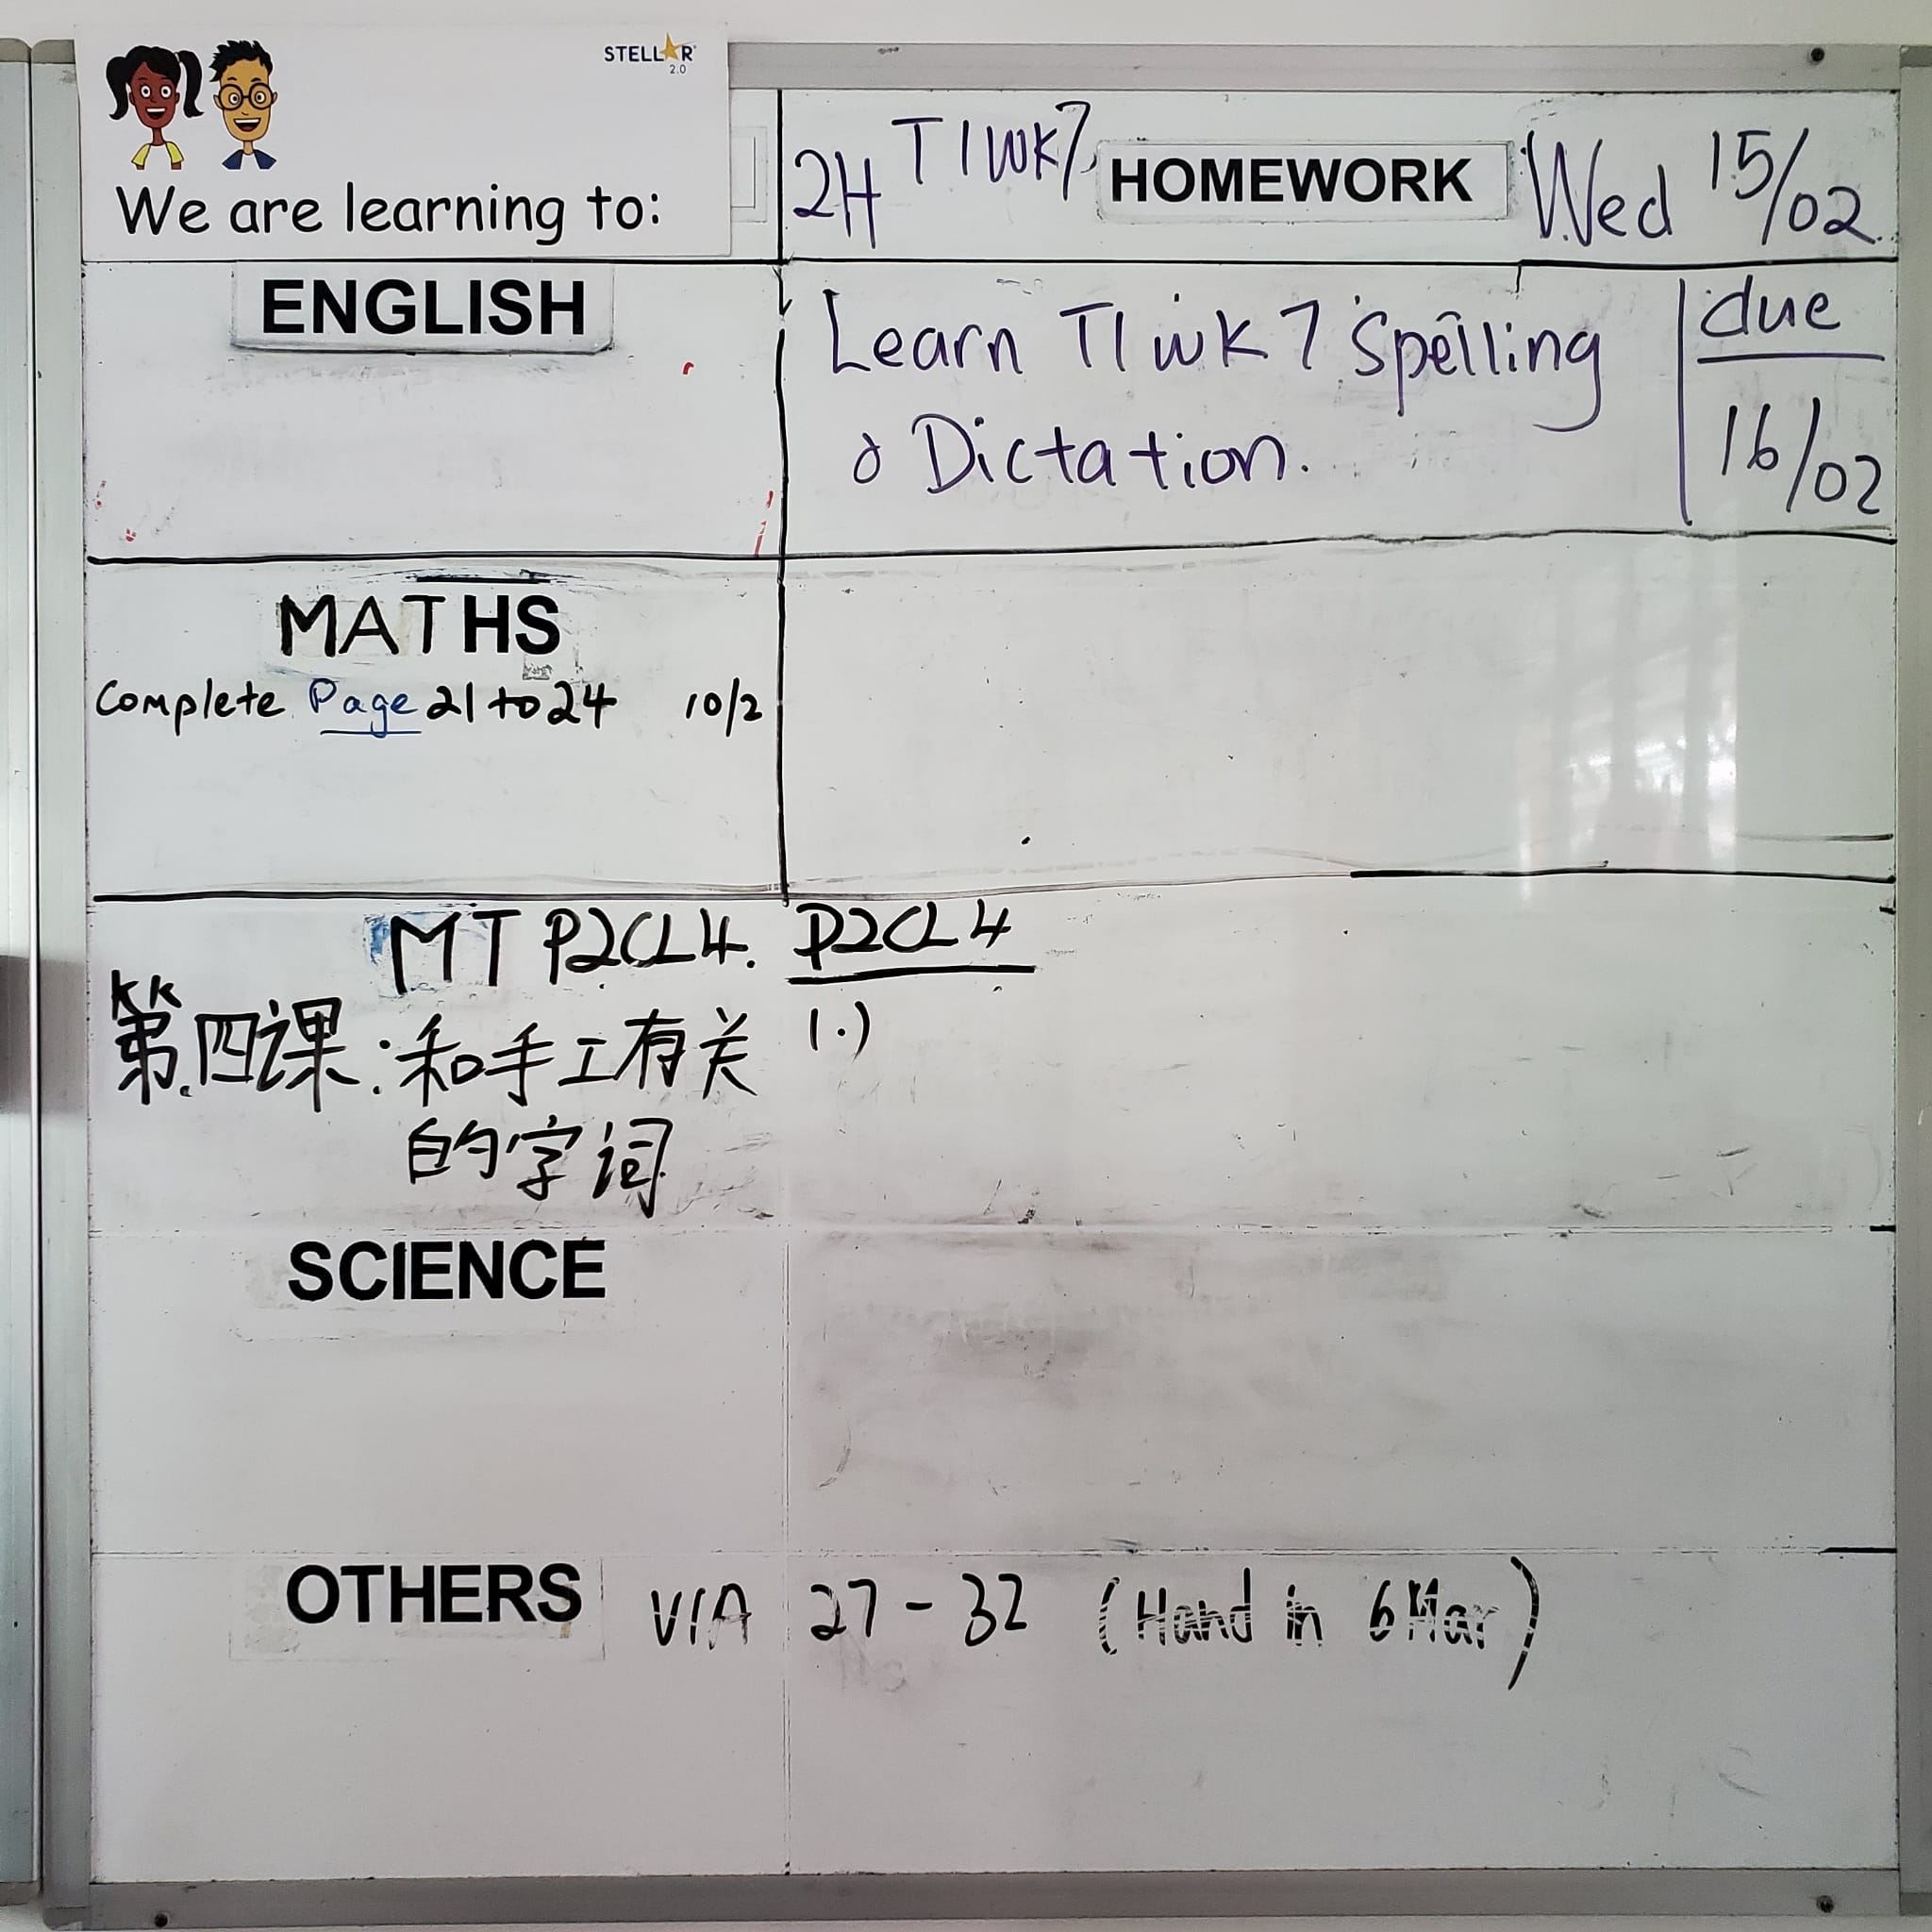 STELLAR 2.0
We are learning to:
2H T1 WK7 HOMEWORK Wed 15/02
ENGLISH
Learn T1 WK 7 Spelling
& Dictation.
due
16/02
MATHS
Complete Page 21 to 24 10/2
MT P2CL4.
第四课:和手工有关
的字词
P2CL4
1.)
SCIENCE
OTHERS
VIA 27-32 (Hand in 6 Mar)